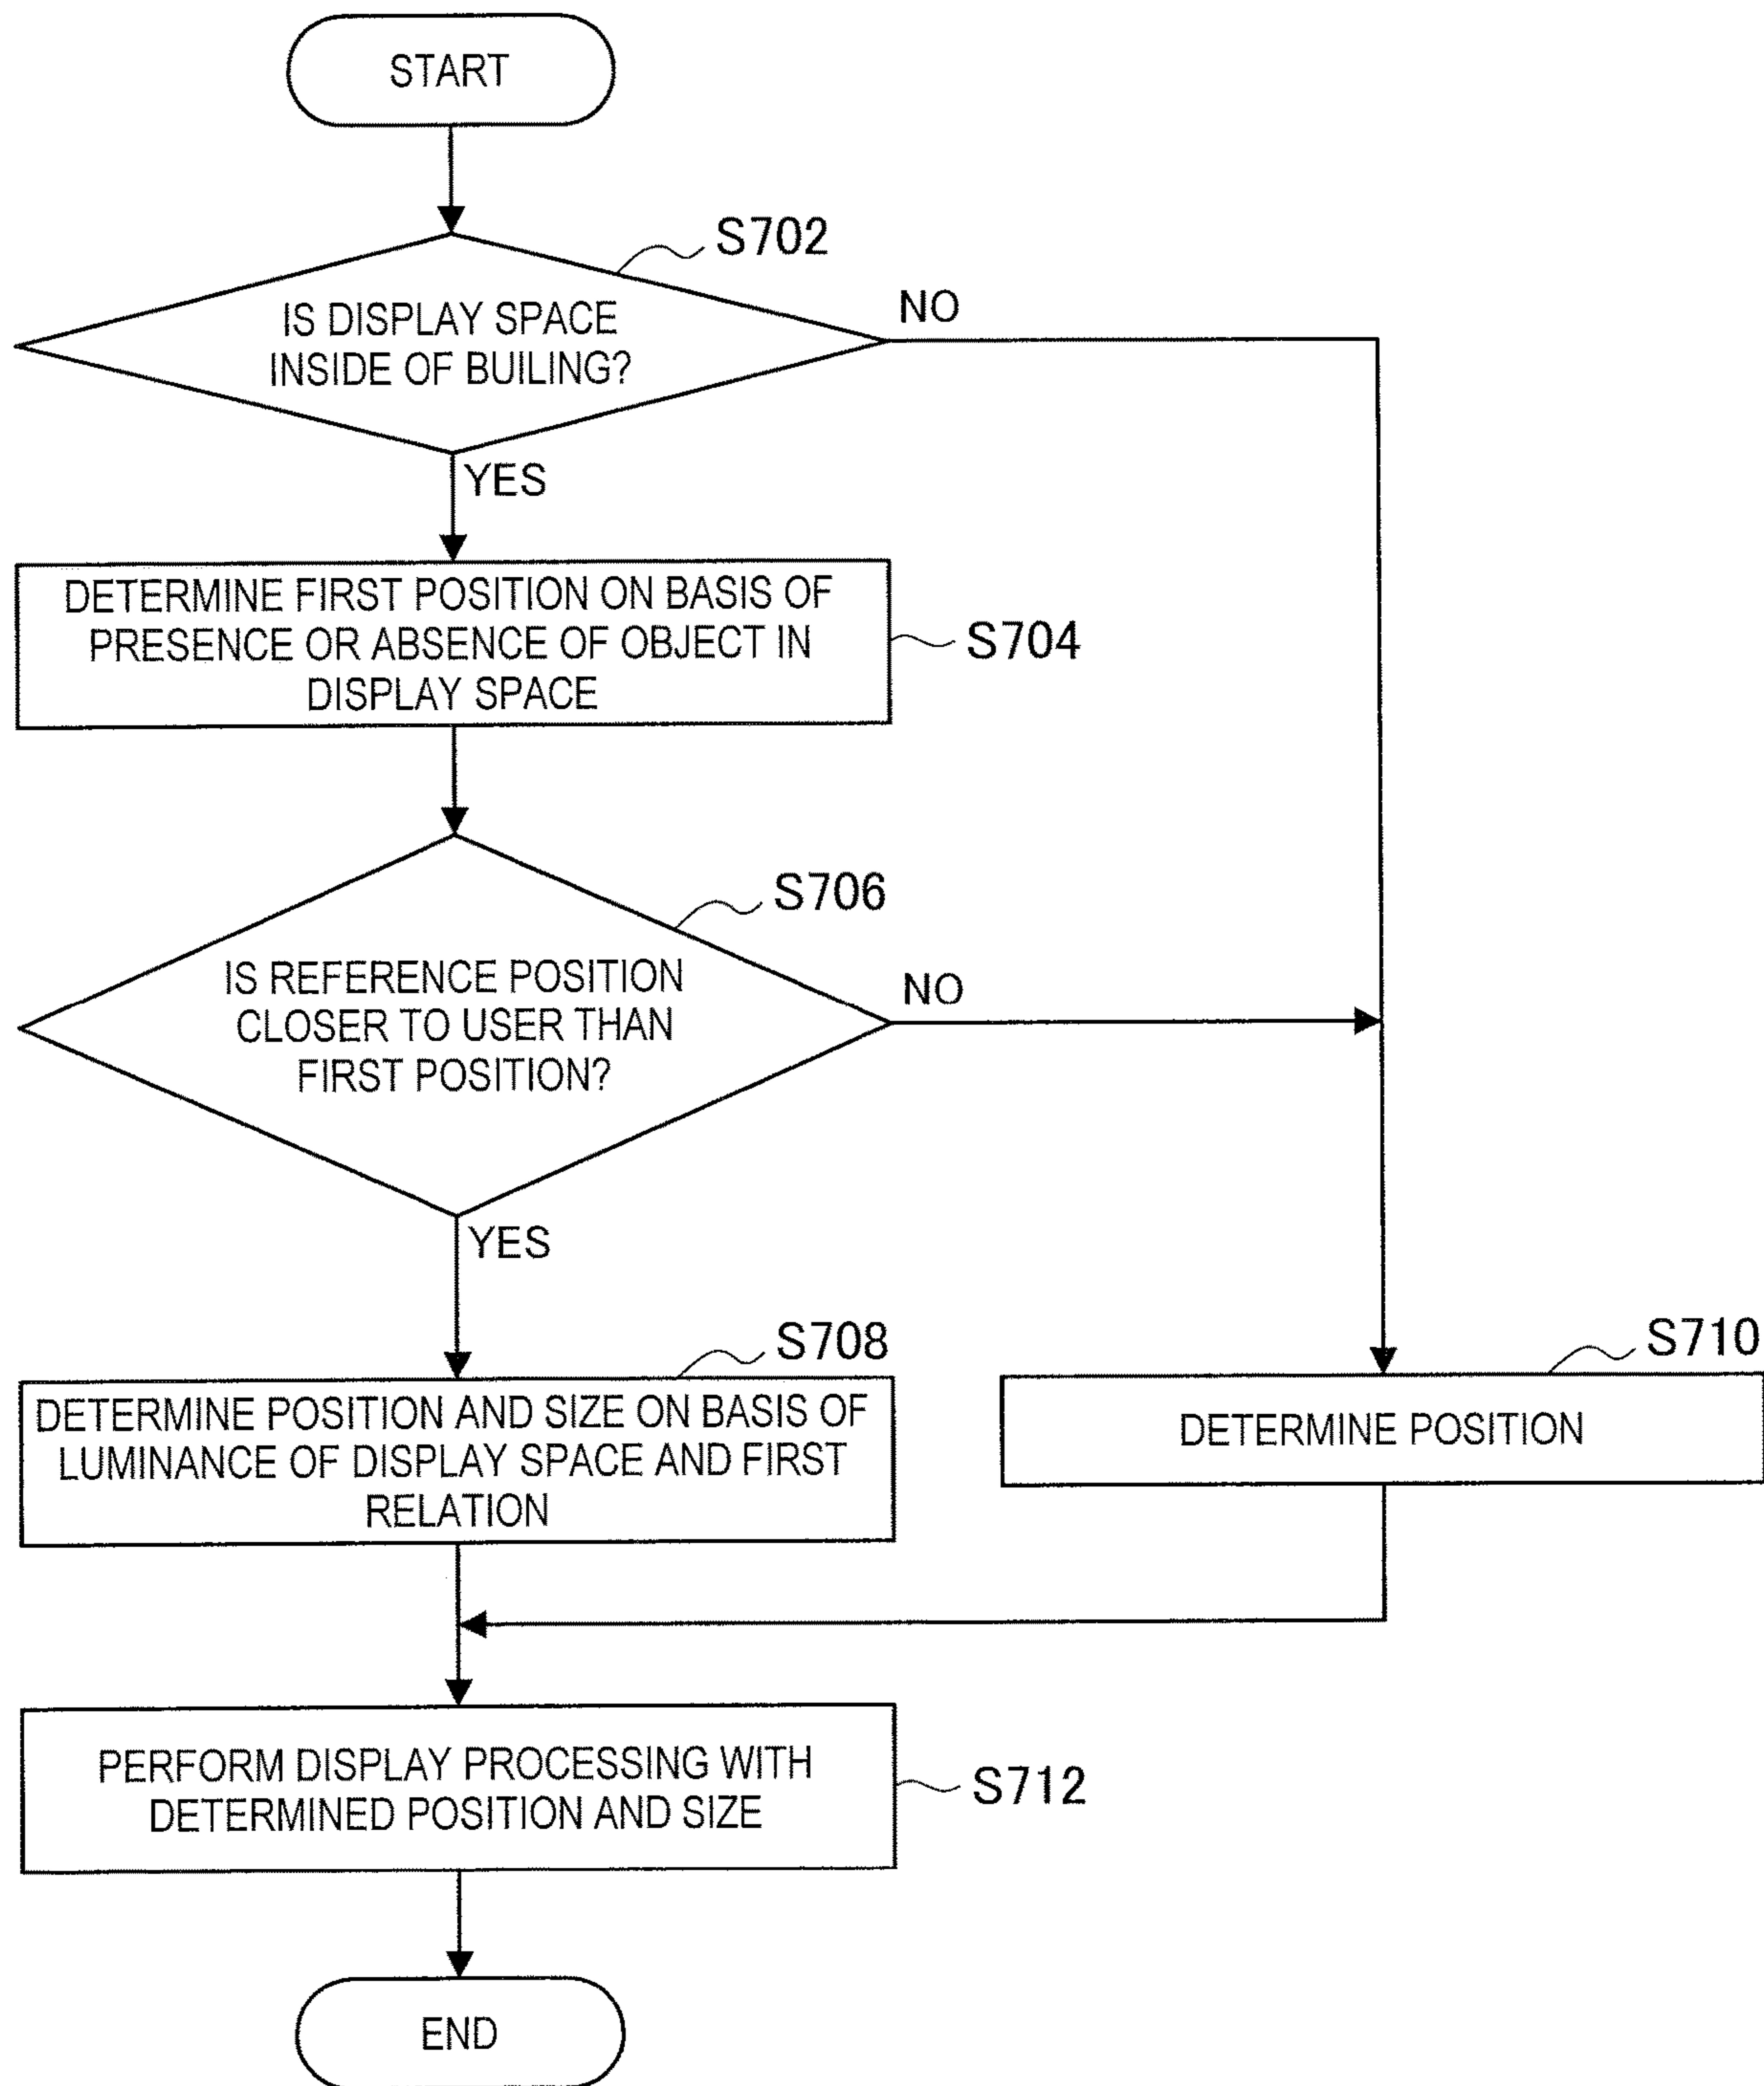 START
S702
IS DISPLAY SPACE
INSIDE OF BUILING?
NO
YES
DETERMINE FIRST POSITION ON BASIS OF
PRESENCE OR ABSENCE OF OBJECT IN
DISPLAY SPACE
S704
S706
IS REFERENCE POSITION
CLOSER TO USER THAN
FIRST POSITION?
NO
YES
S708
DETERMINE POSITION AND SIZE ON BASIS OF
LUMINANCE OF DISPLAY SPACE AND FIRST
RELATION
S710
DETERMINE POSITION
PERFORM DISPLAY PROCESSING WITH
DETERMINED POSITION AND SIZE
S712
END